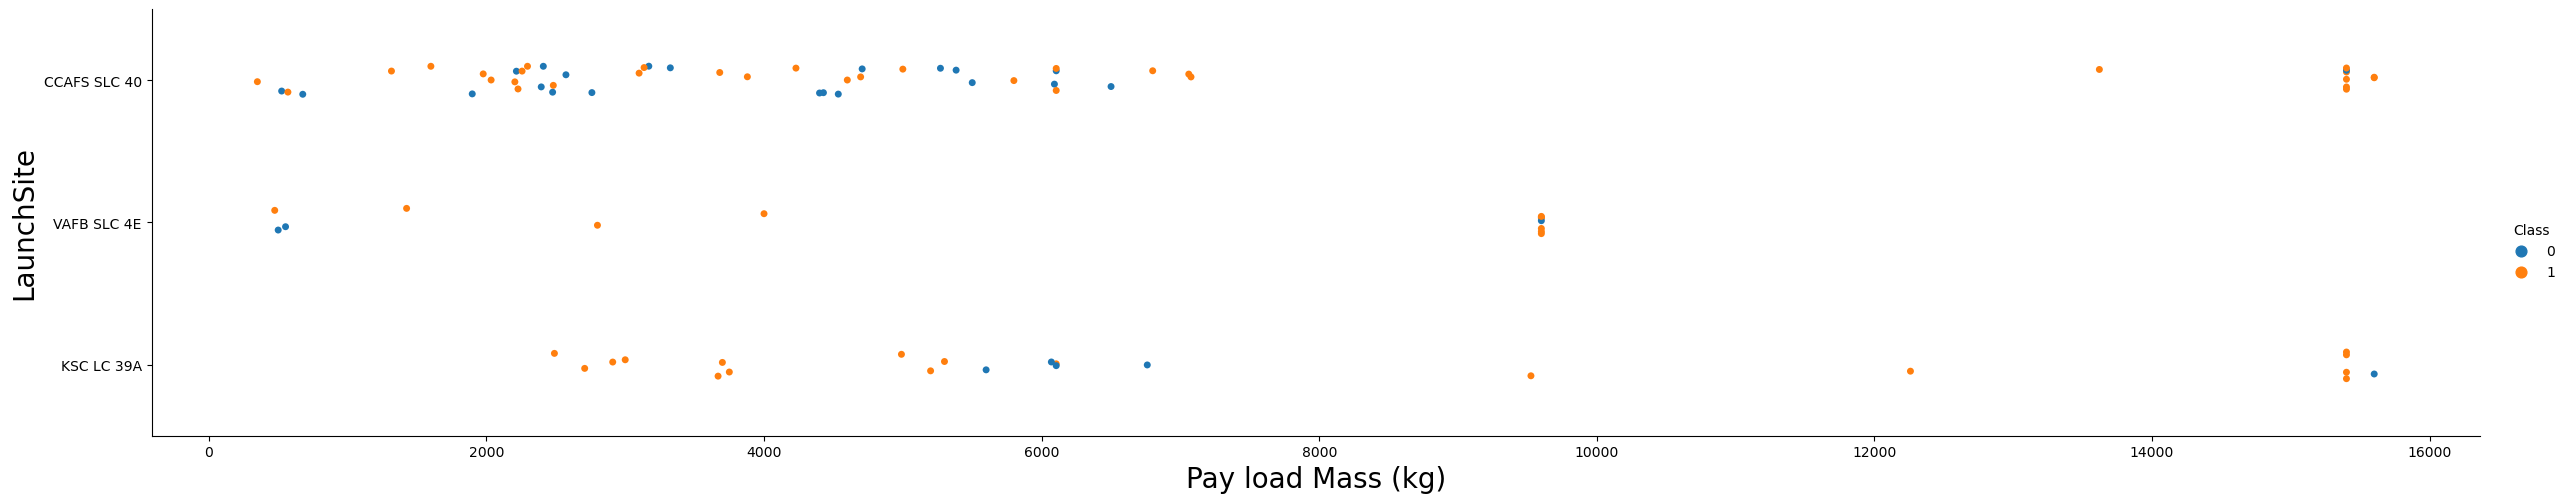 LaunchSite
CCAFS SLC 40
VAFB SLC 4E
KSC LC 39A
0 2000 4000 6000 8000 10000 12000 14000 16000
Pay load Mass (kg)
Class
0
1